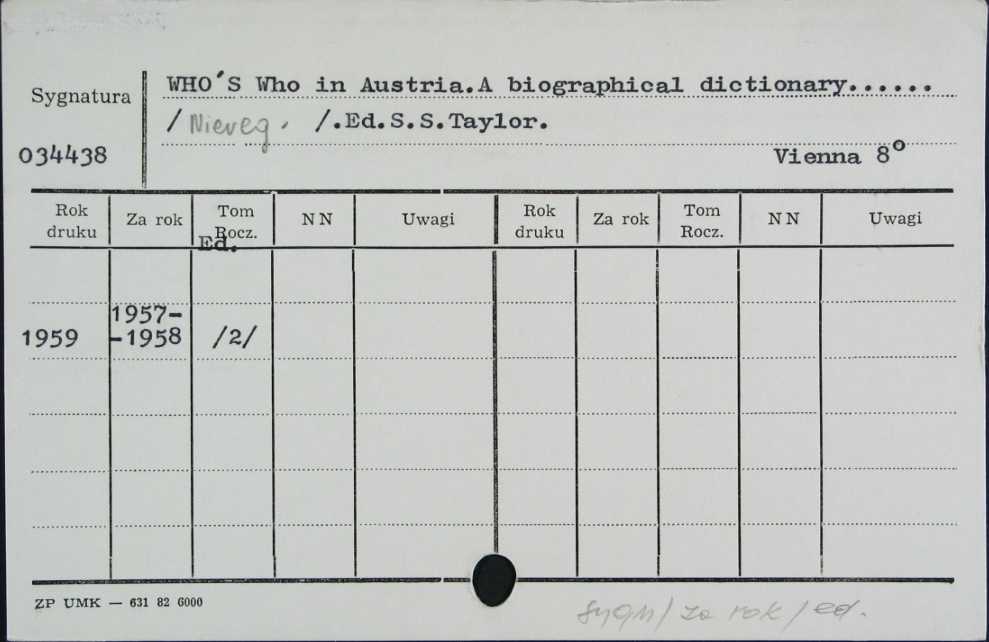 WHO'S Who in Austria.A biographical dictionary......
Sygnatura
/ Niereg. /.Ed.S.S.Taylor.
034438
Vienna 8°
Rok druku Za rok Tom Rocz. NN Uwagi Rok druku Za rok Tom Rocz. NN Uwagi
Ed.
1957-
1959 -1958 /2/
ZP UMK — 631 82 6000
sygn/ za rok / ed.